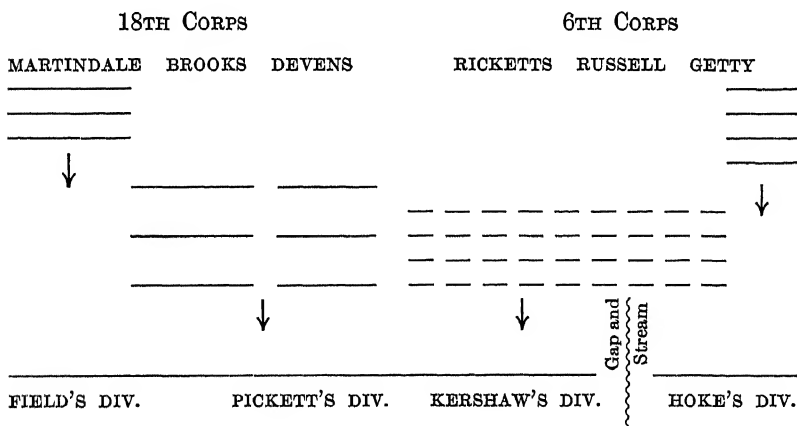 18TH CORPS 6TH CORPS
MARTINDALE BROOKS DEVENS RICKETTS RUSSELL GETTY
Gap and
Stream
FIELD'S DIV. PICKETT'S DIV. KERSHAW'S DIV. HOKE'S DIV.